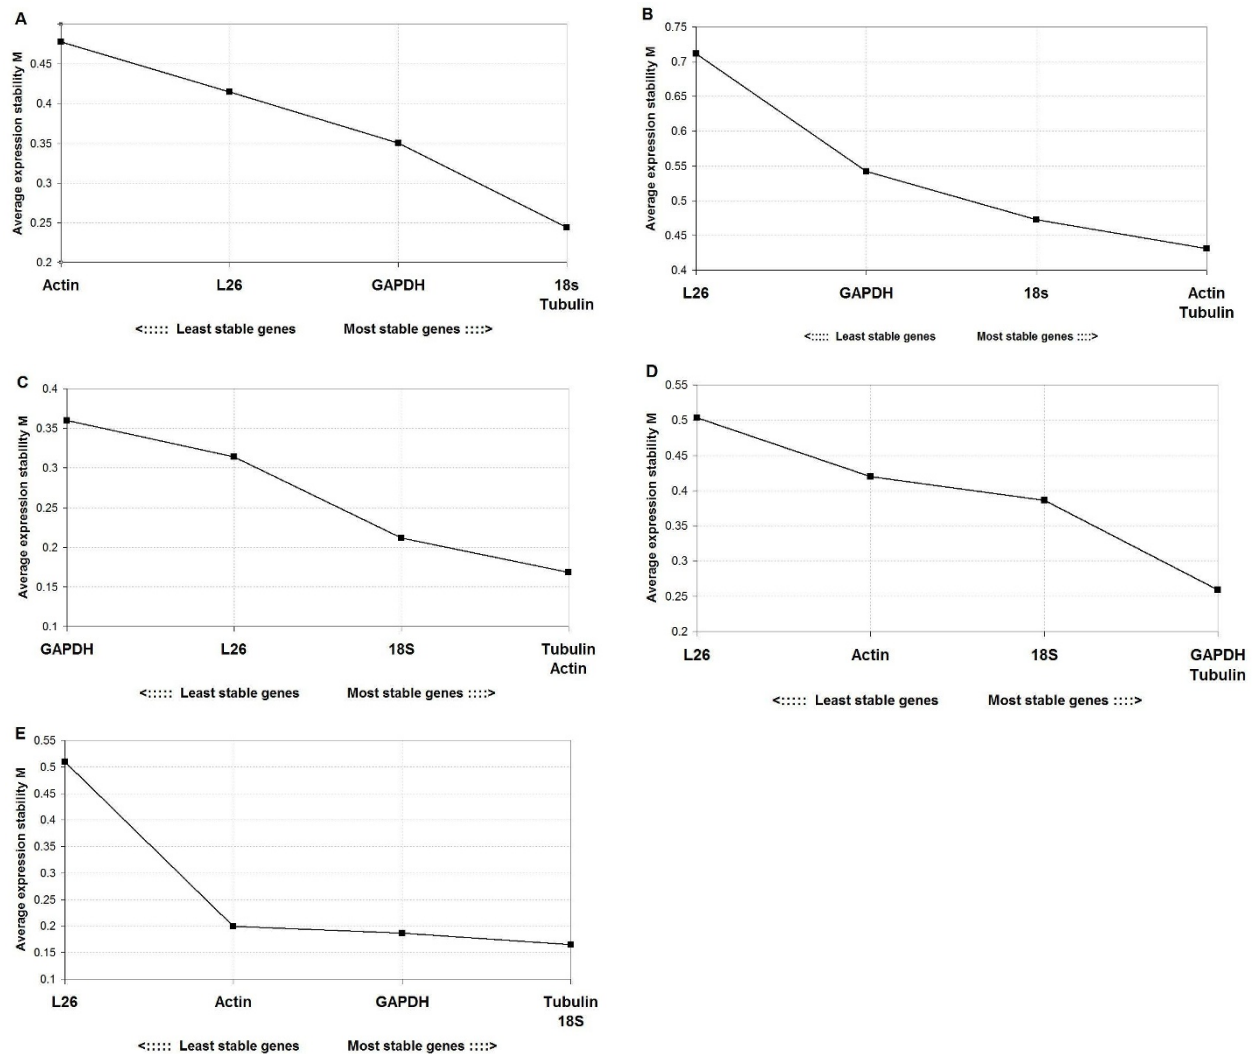 A
Average expression stability M
0.45
0.4
0.35
0.3
0.25
0.2
Actin
L26
GAPDH
18s
Tubulin
<::::: Least stable genes
Most stable genes ::::>
B
Average expression stability M
0.75
0.7
0.65
0.6
0.55
0.5
0.45
0.4
L26
GAPDH
18s
Actin
Tubulin
<::::: Least stable genes
Most stable genes ::::>
C
Average expression stability M
0.4
0.35
0.3
0.25
0.2
0.15
0.1
GAPDH
L26
18S
Tubulin
Actin
<::::: Least stable genes
Most stable genes ::::>
D
Average expression stability M
0.55
0.5
0.45
0.4
0.35
0.3
0.25
0.2
L26
Actin
18S
GAPDH
Tubulin
<::::: Least stable genes
Most stable genes ::::>
E
Average expression stability M
0.55
0.5
0.45
0.4
0.35
0.3
0.25
0.2
0.15
0.1
L26
Actin
GAPDH
Tubulin
18S
<::::: Least stable genes
Most stable genes ::::>